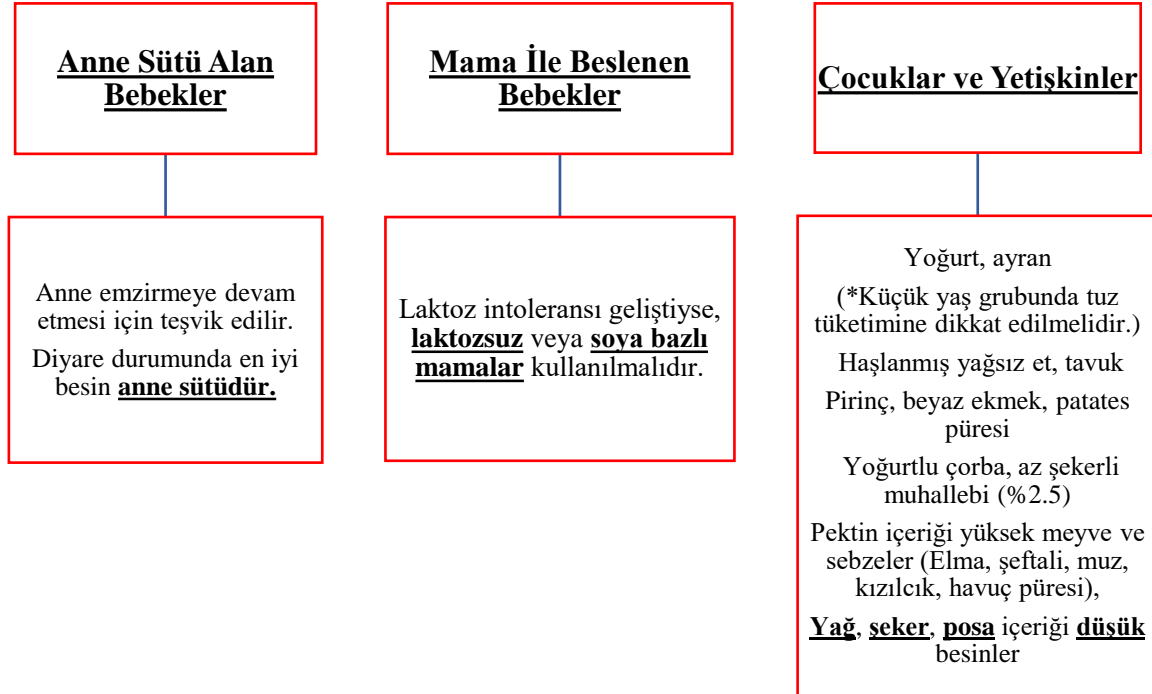 Anne Sütü Alan
Bebekler
Anne emzirmeye devam
etmesi için teşvik edilir.
Diyare durumunda en iyi
besin anne sütüdür.
Mama İle Beslenen
Bebekler
Laktoz intoleransı geliştiyse,
laktozsuz veya soya bazlı
mamalar kullanılmalıdır.
Çocuklar ve Yetişkinler
Yoğurt, ayran
(*Küçük yaş grubunda tuz
tüketimine dikkat edilmelidir.)
Haşlanmış yağsız et, tavuk
Pirinç, beyaz ekmek, patates
püresi
Yoğurtlu çorba, az şekerli
muhallebi (%2.5)
Pektin içeriği yüksek meyve ve
sebzeler (Elma, şeftali, muz,
kızılcık, havuç püresi),
Yağ, şeker, posa içeriği düşük
besinler